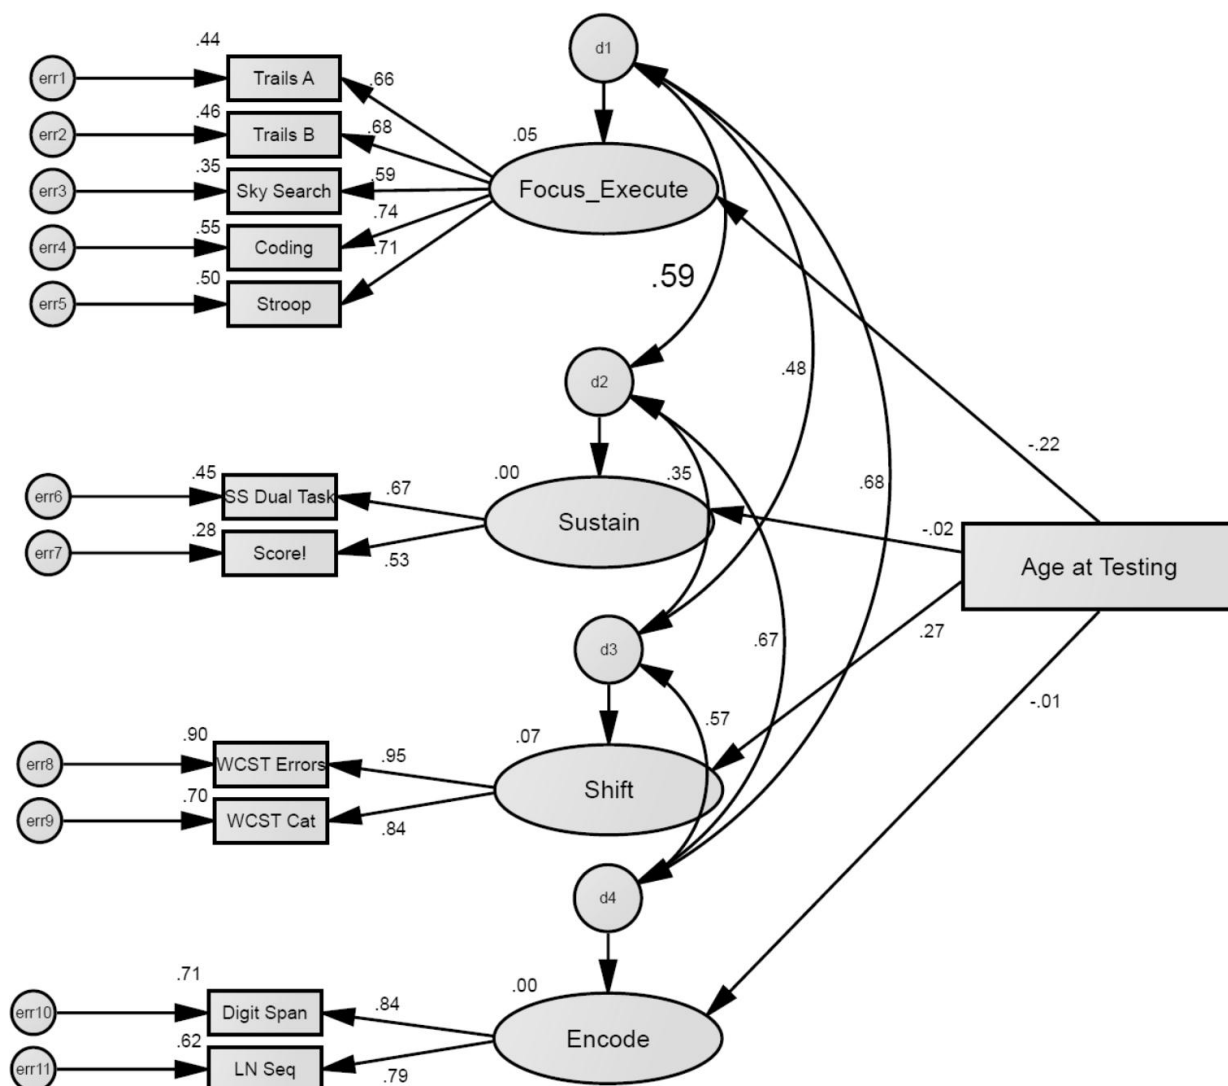 d1
.44
err1
Trails A
.66
.46
err2
Trails B
.68
.05
.35
err3
Sky Search
.59
Focus_Execute
.55
err4
Coding
.74
.50
err5
Stroop
.71
.59
.48
d2
-.22
.45
err6
SS Dual Task
.67
.00
.35
.68
Sustain
.28
err7
Score!
.53
-.02
Age at Testing
.27
d3
.67
-.01
.57
.90
err8
WCST Errors
.95
.07
Shift
.70
err9
WCST Cat
.84
d4
.71
err10
Digit Span
.84
.00
Encode
.62
err11
LN Seq
.79